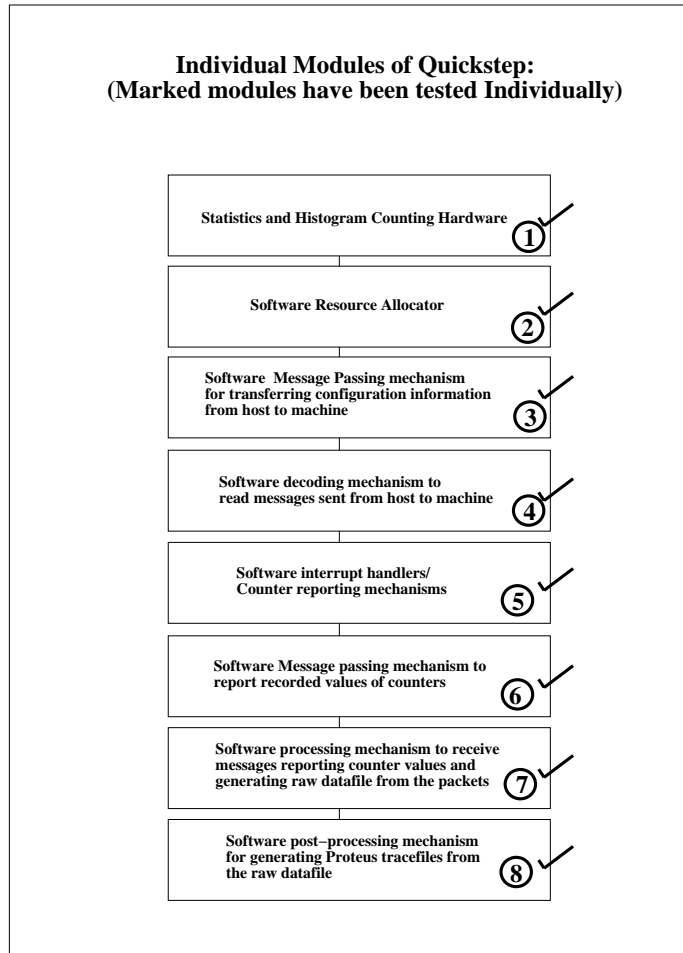 Individual Modules of Quickstep:
(Marked modules have been tested Individually)
Statistics and Histogram Counting Hardware
1
Software Resource Allocator
2
Software Message Passing mechanism
for transferring configuration information
from host to machine
3
Software decoding mechanism to
read messages sent from host to machine
4
Software interrupt handlers/
Counter reporting mechanisms
5
Software Message passing mechanism to
report recorded values of counters
6
Software processing mechanism to receive
messages reporting counter values and
generating raw datafile from the packets
7
Software post−processing mechanism
for generating Proteus tracefiles from
the raw datafile
8